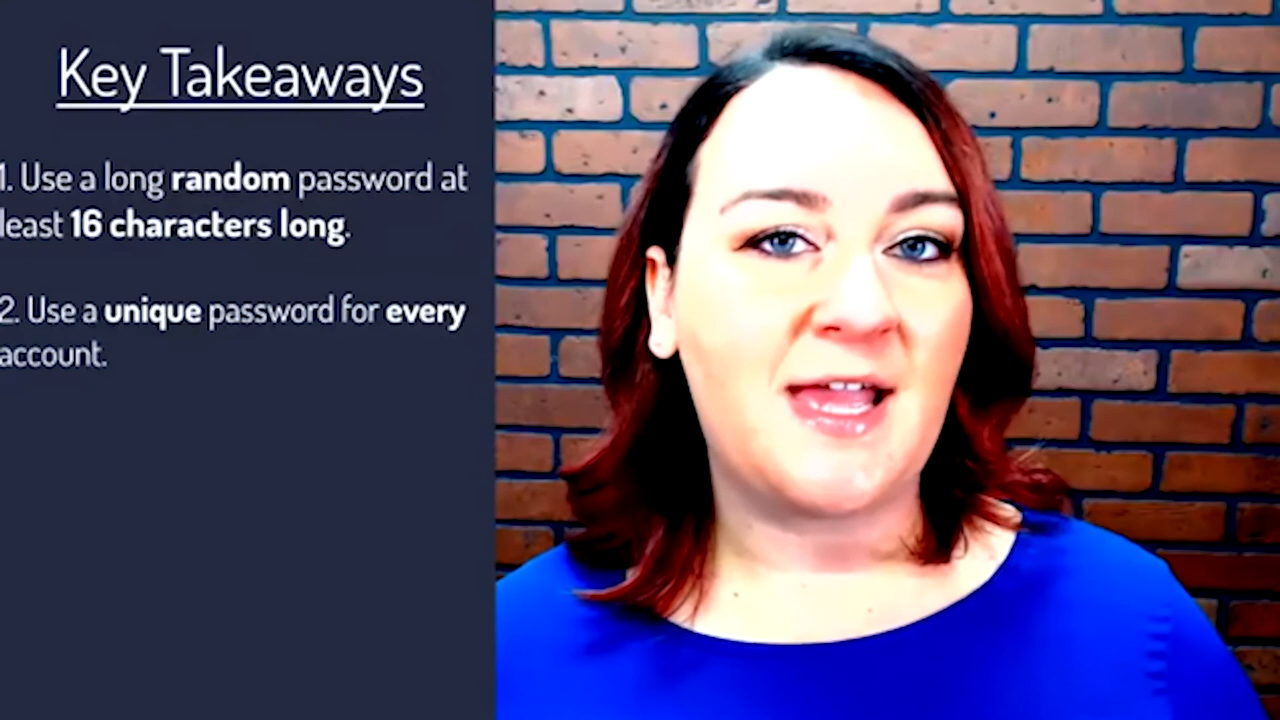 Key Takeaways
1. Use a long random password at
least 16 characters long.
2. Use a unique password for every
account.